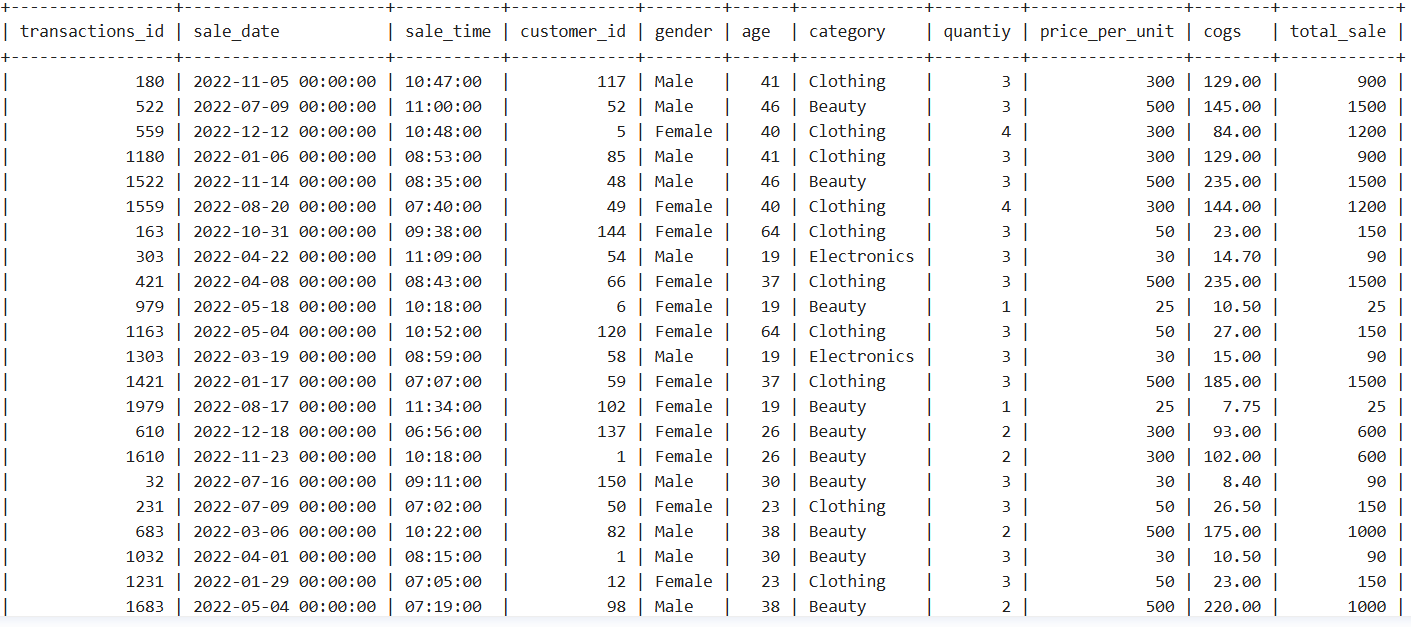 +-----------------+---------------------+-----------+-------------+--------+------+-------------+---------+----------------+--------+------------+
| transactions_id | sale_date           | sale_time | customer_id | gender | age  | category    | quantiy | price_per_unit | cogs   | total_sale |
+-----------------+---------------------+-----------+-------------+--------+------+-------------+---------+----------------+--------+------------+
|             180 | 2022-11-05 00:00:00 | 10:47:00  |         117 | Male   |   41 | Clothing    |       3 |            300 | 129.00 |        900 |
|             522 | 2022-07-09 00:00:00 | 11:00:00  |          52 | Male   |   46 | Beauty      |       3 |            500 | 145.00 |       1500 |
|             559 | 2022-12-12 00:00:00 | 10:48:00  |           5 | Female |   40 | Clothing    |       4 |            300 |  84.00 |       1200 |
|            1180 | 2022-01-06 00:00:00 | 08:53:00  |          85 | Male   |   41 | Clothing    |       3 |            300 | 129.00 |        900 |
|            1522 | 2022-11-14 00:00:00 | 08:35:00  |          48 | Male   |   46 | Beauty      |       3 |            500 | 235.00 |       1500 |
|            1559 | 2022-08-20 00:00:00 | 07:40:00  |          49 | Female |   40 | Clothing    |       4 |            300 | 144.00 |       1200 |
|             163 | 2022-10-31 00:00:00 | 09:38:00  |         144 | Female |   64 | Clothing    |       3 |             50 |  23.00 |        150 |
|             303 | 2022-04-22 00:00:00 | 11:09:00  |          54 | Male   |   19 | Electronics |       3 |             30 |  14.70 |         90 |
|             421 | 2022-04-08 00:00:00 | 08:43:00  |          66 | Female |   37 | Clothing    |       3 |            500 | 235.00 |       1500 |
|             979 | 2022-05-18 00:00:00 | 10:18:00  |           6 | Female |   19 | Beauty      |       1 |             25 |  10.50 |         25 |
|            1163 | 2022-05-04 00:00:00 | 10:52:00  |         120 | Female |   64 | Clothing    |       3 |             50 |  27.00 |        150 |
|            1303 | 2022-03-19 00:00:00 | 08:59:00  |          58 | Male   |   19 | Electronics |       3 |             30 |  15.00 |         90 |
|            1421 | 2022-01-17 00:00:00 | 07:07:00  |          59 | Female |   37 | Clothing    |       3 |            500 | 185.00 |       1500 |
|            1979 | 2022-08-17 00:00:00 | 11:34:00  |         102 | Female |   19 | Beauty      |       1 |             25 |   7.75 |         25 |
|             610 | 2022-12-18 00:00:00 | 06:56:00  |         137 | Female |   26 | Beauty      |       2 |            300 |  93.00 |        600 |
|            1610 | 2022-11-23 00:00:00 | 10:18:00  |           1 | Female |   26 | Beauty      |       2 |            300 | 102.00 |        600 |
|              32 | 2022-07-16 00:00:00 | 09:11:00  |         150 | Male   |   30 | Beauty      |       3 |             30 |   8.40 |         90 |
|             231 | 2022-07-09 00:00:00 | 07:02:00  |          50 | Female |   23 | Clothing    |       3 |             50 |  26.50 |        150 |
|             683 | 2022-03-06 00:00:00 | 10:22:00  |          82 | Male   |   38 | Beauty      |       2 |            500 | 175.00 |       1000 |
|            1032 | 2022-04-01 00:00:00 | 08:15:00  |           1 | Male   |   30 | Beauty      |       3 |             30 |  10.50 |         90 |
|            1231 | 2022-01-29 00:00:00 | 07:05:00  |          12 | Female |   23 | Clothing    |       3 |             50 |  23.00 |        150 |
|            1683 | 2022-05-04 00:00:00 | 07:19:00  |          98 | Male   |   38 | Beauty      |       2 |            500 | 220.00 |       1000 |